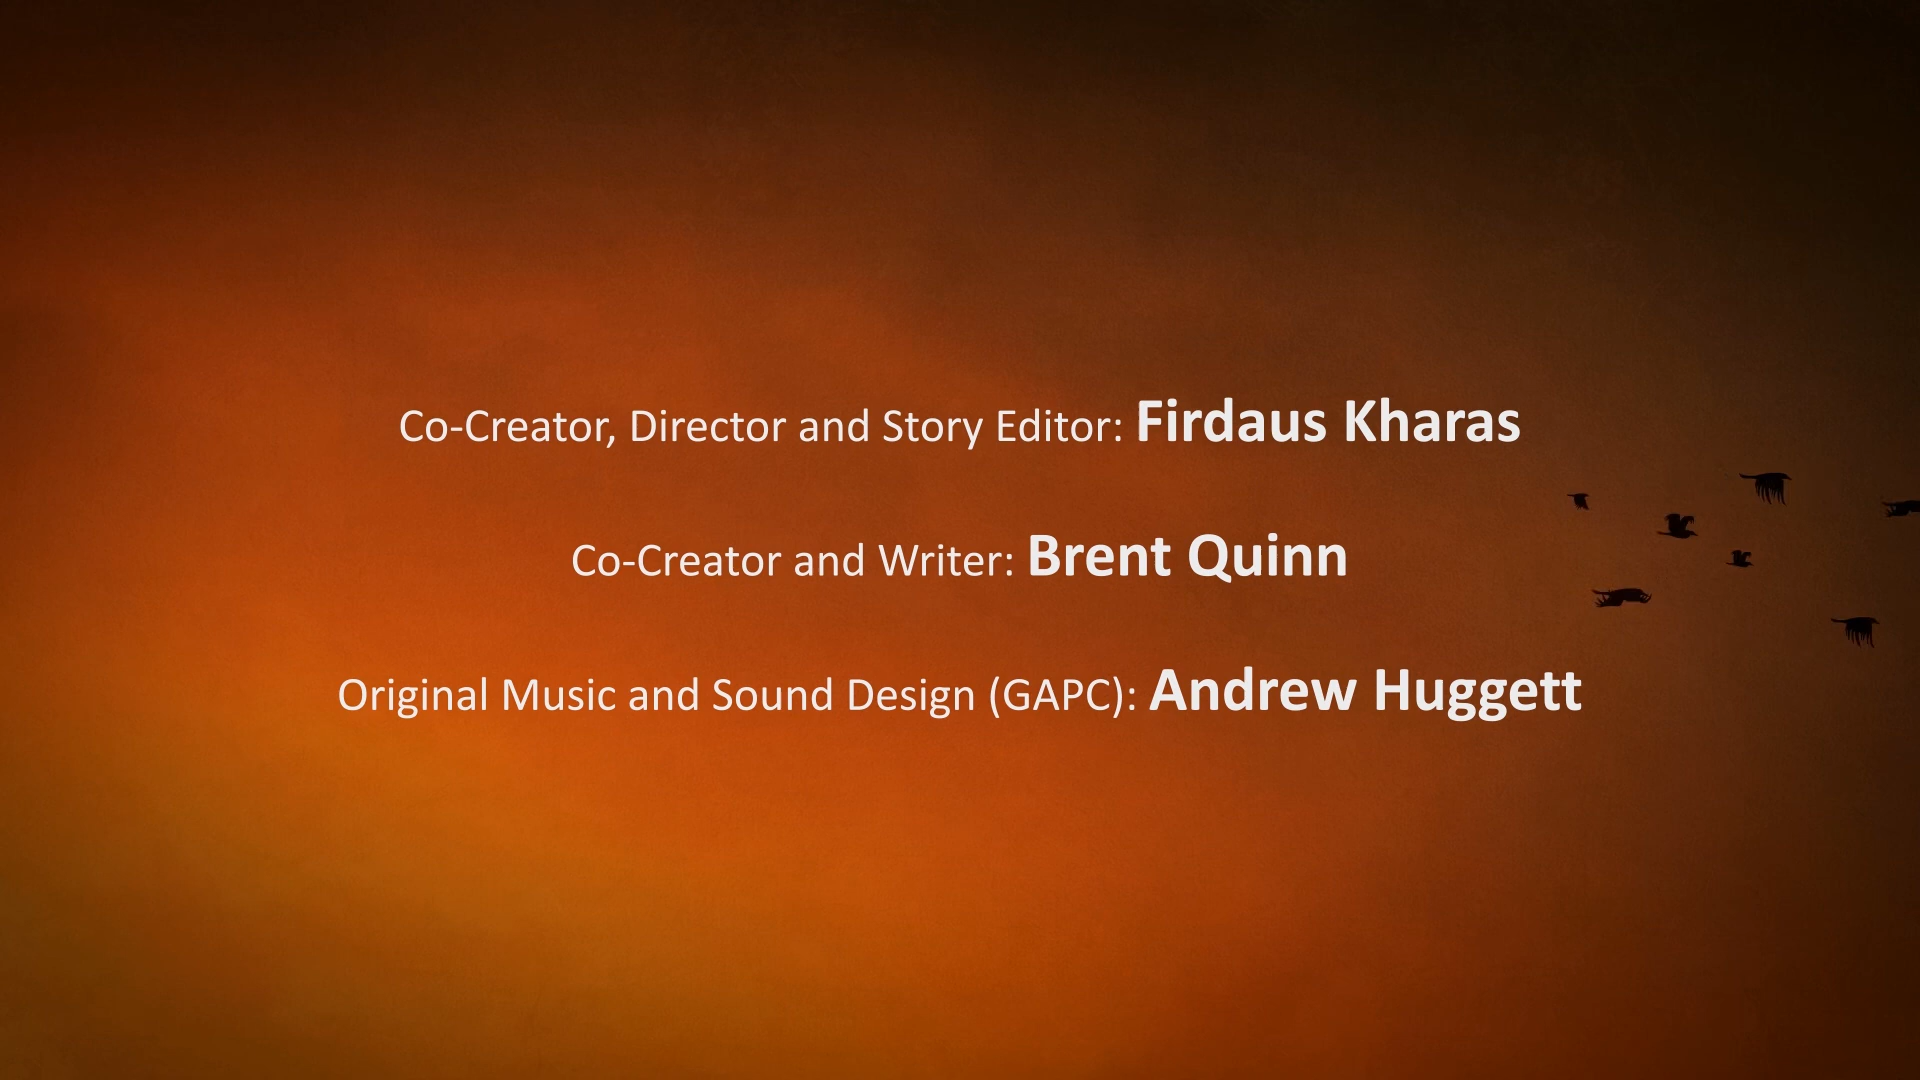 Co-Creator, Director and Story Editor: Firdaus Kharas
Co-Creator and Writer: Brent Quinn
Original Music and Sound Design (GAPC): Andrew Huggett